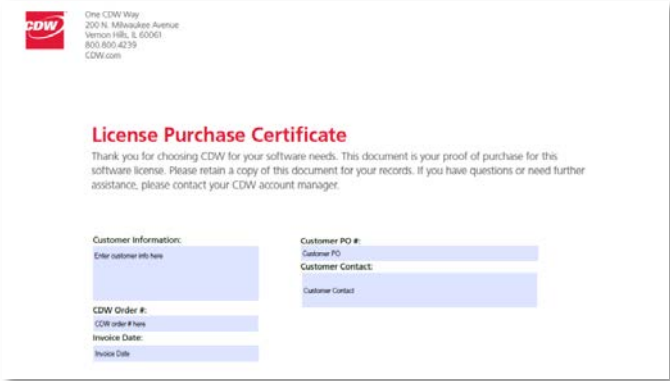 CDW
One CDW Way
200 N. Milwaukee Avenue
Vernon Hills, IL 60061
800.800.4239
CDW.com
License Purchase Certificate
Thank you for choosing CDW for your software needs. This document is your proof of purchase for this
software license. Please retain a copy of this document for your records. If you have questions or need further
assistance, please contact your CDW account manager.
Customer Information:
Enter customer info here
CDW Order #:
CDW order # here
Invoice Date:
Invoice Date
Customer PO #:
Customer PO
Customer Contact:
Customer Contact